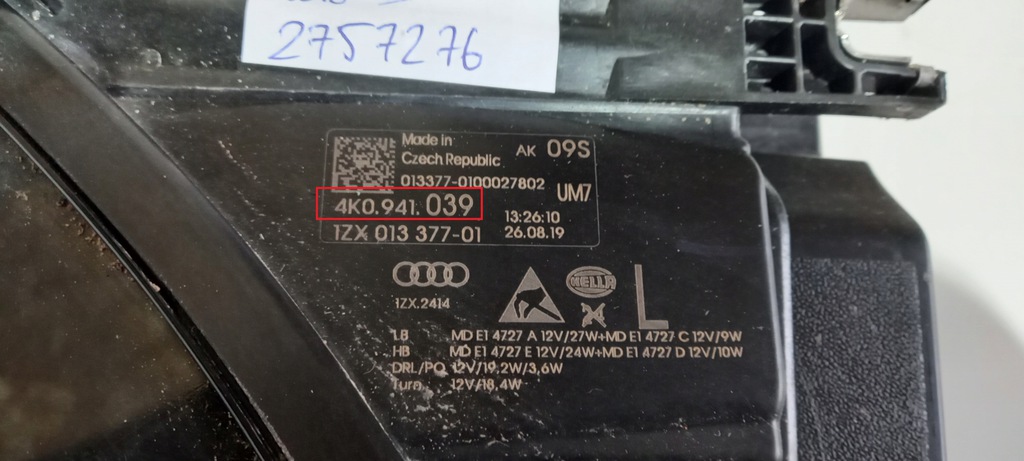 2757276
Made in
Czech Republic
AK 09S
013377-0100027802
UM7
4K0.941.039
13:26:10
1ZX 013 377-01
26.08.19
1ZX.2414
HELLA
L
LB MD E1 4727 A 12V/27W+MD E1 4727 C 12V/9W
HB MD E1 4727 E 12V/24W+MD E1 4727 D 12V/10W
DRL/PO 12V/19,2W/3,6W
Turn 12V/18,4W